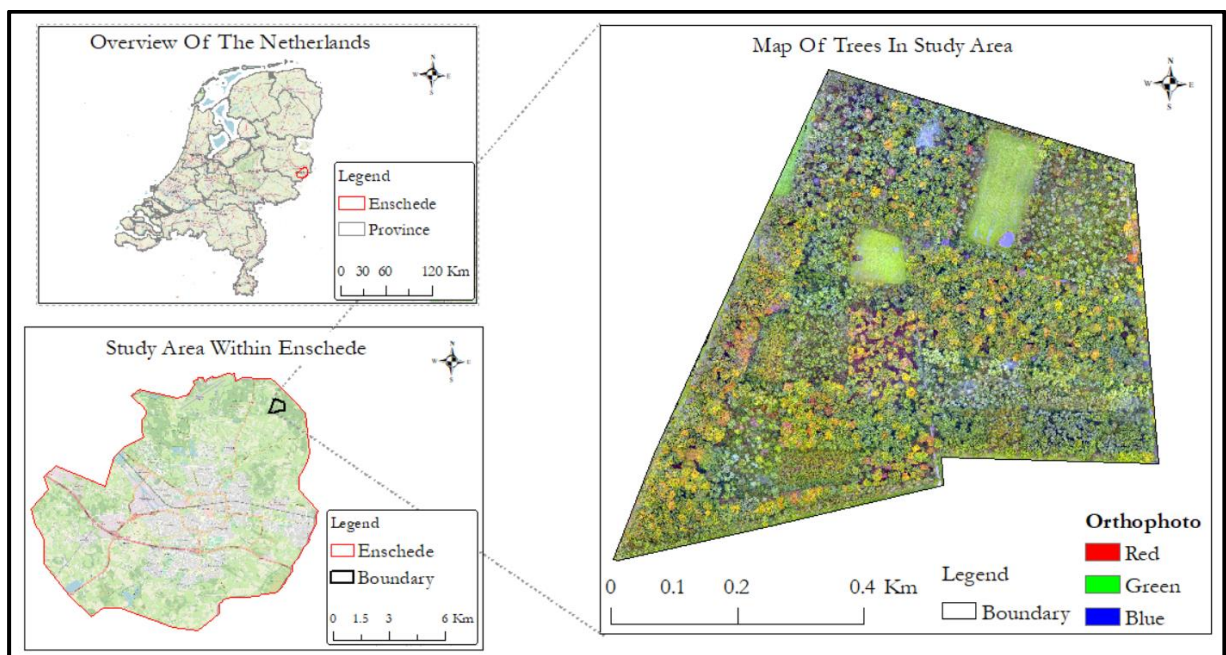 Overview Of The Netherlands
N
W E
S
Legend
Enschede
Province
0 30 60 120 Km
Study Area Within Enschede
N
W E
S
Legend
Enschede
Boundary
0 1.5 3 6 Km
Map Of Trees In Study Area
N
W E
S
Orthophoto
Red
Green
Blue
0 0.1 0.2 0.4 Km
Legend
Boundary